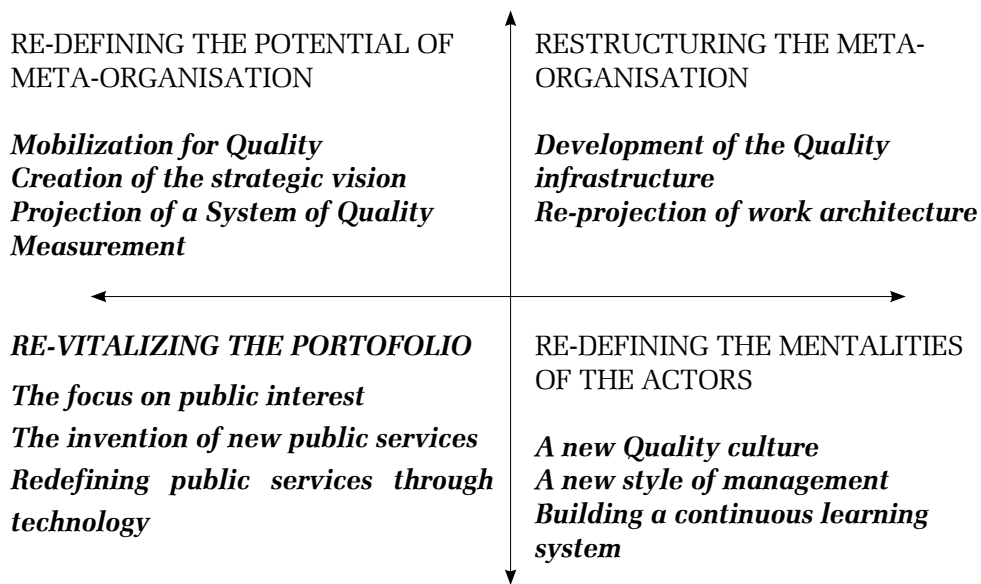 RE-DEFINING THE POTENTIAL OF
META-ORGANISATION
Mobilization for Quality
Creation of the strategic vision
Projection of a System of Quality
Measurement
RESTRUCTURING THE META-
ORGANISATION
Development of the Quality
infrastructure
Re-projection of work architecture
RE-VITALIZING THE PORTOFOLIO
The focus on public interest
The invention of new public services
Redefining public services through
technology
RE-DEFINING THE MENTALITIES
OF THE ACTORS
A new Quality culture
A new style of management
Building a continuous learning
system